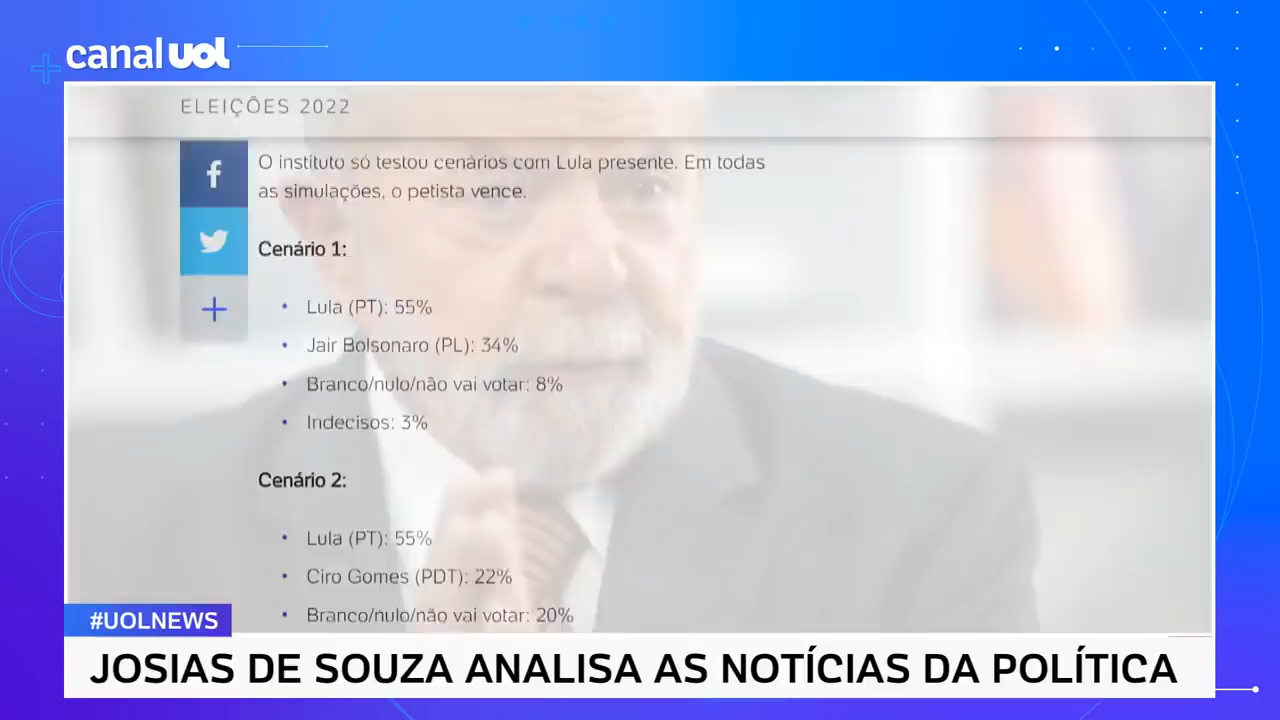 canal uol
ELEIÇÕES 2022
O instituto só testou cenários com Lula presente. Em todas
as simulações, o petista vence.
Cenário 1:
• Lula (PT): 55%
• Jair Bolsonaro (PL): 34%
• Branco/nulo/não vai votar: 8%
• Indecisos: 3%
Cenário 2:
• Lula (PT): 55%
• Ciro Gomes (PDT): 22%
• Branco/nulo/não vai votar: 20%
#UOLNEWS
JOSIAS DE SOUZA ANALISA AS NOTÍCIAS DA POLÍTICA